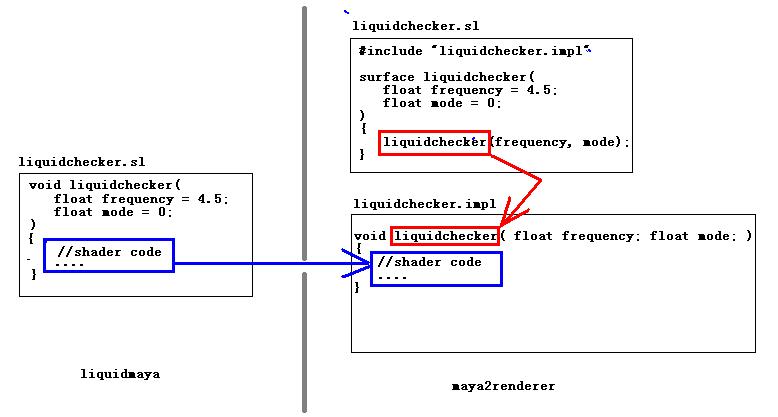 liquidchecker.sl
void liquidchecker(
float frequency = 4.5;
float mode = 0;
)
{
//shader code
....
}
liquidmaya
liquidchecker.sl
#include "liquidchecker.impl"
surface liquidchecker(
float frequency = 4.5;
float mode = 0;
)
{
liquidchecker(frequency, mode);
}
liquidchecker.impl
void liquidchecker( float frequency; float mode; )
{
//shader code
....
}
maya2renderer